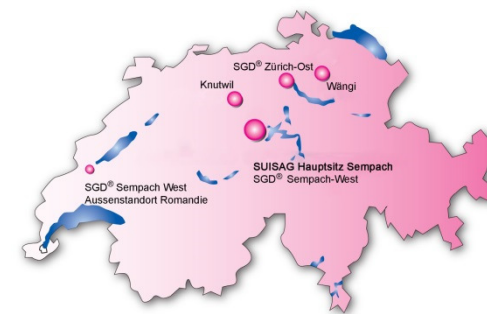 SGD® Zürich-Ost
Knutwil
Wängi
SUISAG Hauptsitz Sempach
SGD® Sempach-West
SGD® Sempach West
Aussenstandort Romandie